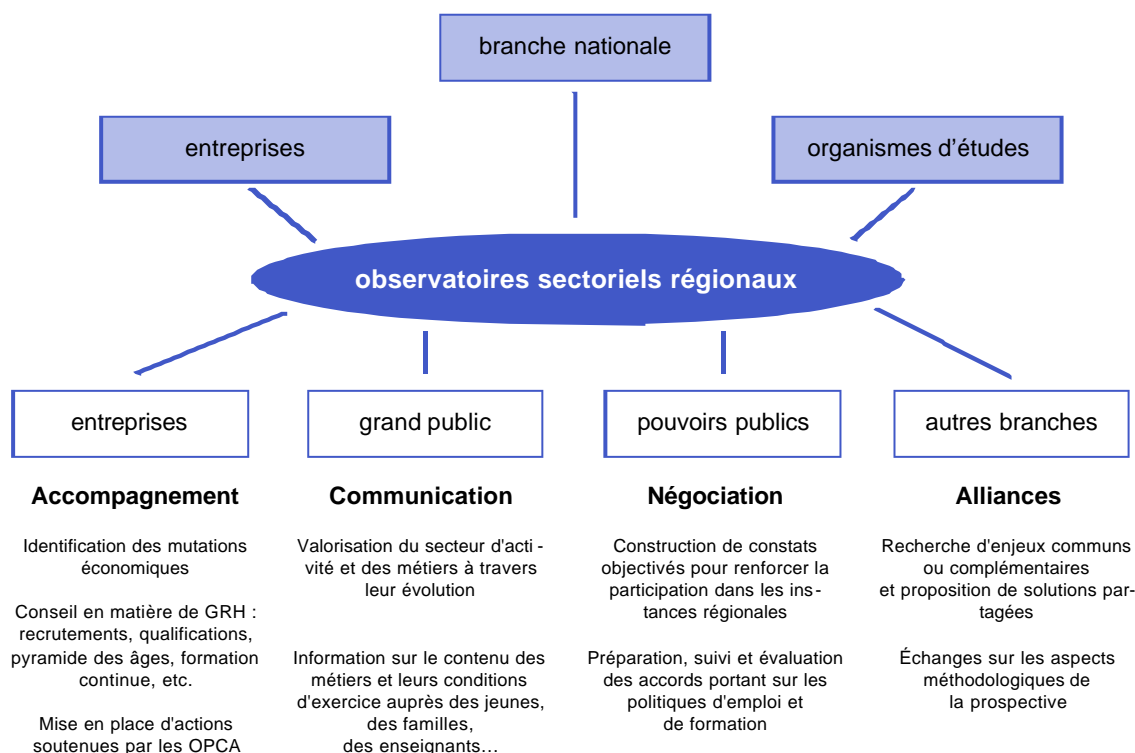 branche nationale
entreprises
organismes d'études
observatoires sectoriels régionaux
entreprises
grand public
pouvoirs publics
autres branches
Accompagnement
Identification des mutations
économiques
Conseil en matière de GRH :
recrutements, qualifications,
pyramide des âges, formation
continue, etc.
Mise en place d'actions
soutenues par les OPCA
Communication
Valorisation du secteur d'acti -
vité et des métiers à travers
leur évolution
Information sur le contenu des
métiers et leurs conditions
d'exercice auprès des jeunes,
des familles,
des enseignants…
Négociation
Construction de constats
objectivés pour renforcer la
participation dans les ins-
tances régionales
Préparation, suivi et évaluation
des accords portant sur les
politiques d'emploi et
de formation
Alliances
Recherche d'enjeux communs
ou complémentaires
et proposition de solutions par-
tagées
Échanges sur les aspects
méthodologiques de
la prospective